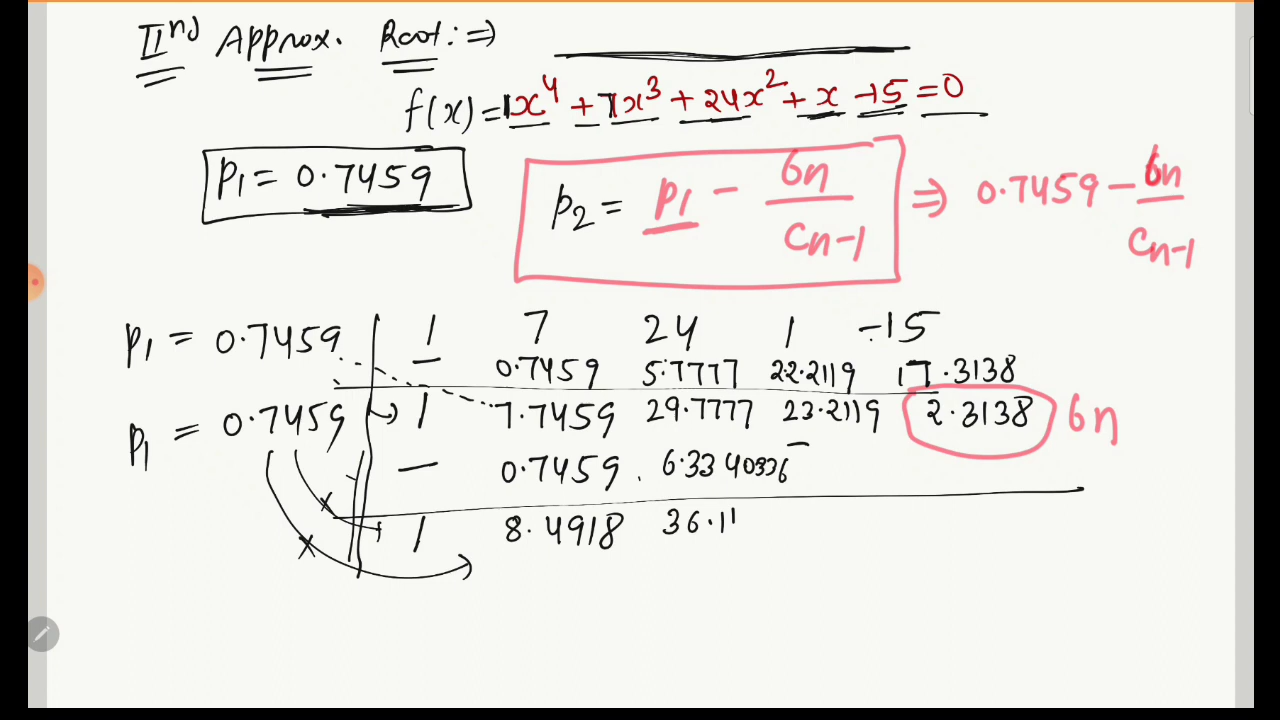 IInd Approx. Root :⇒
f(x) = 1x⁴ + 7x³ + 24x² + x - 15 = 0
P1 = 0.7459
P2 = P1 - bn/Cn-1 ⇒ 0.7459 - bn/Cn-1
P1 = 0.7459 | 1 7 24 1 -15
— 0.7459 5.7777 22.2119 17.3138
P1 = 0.7459 1 7.7459 29.7777 23.2119 2.3138 bn
— 0.7459 6.3340336
1 8.4918 36.11